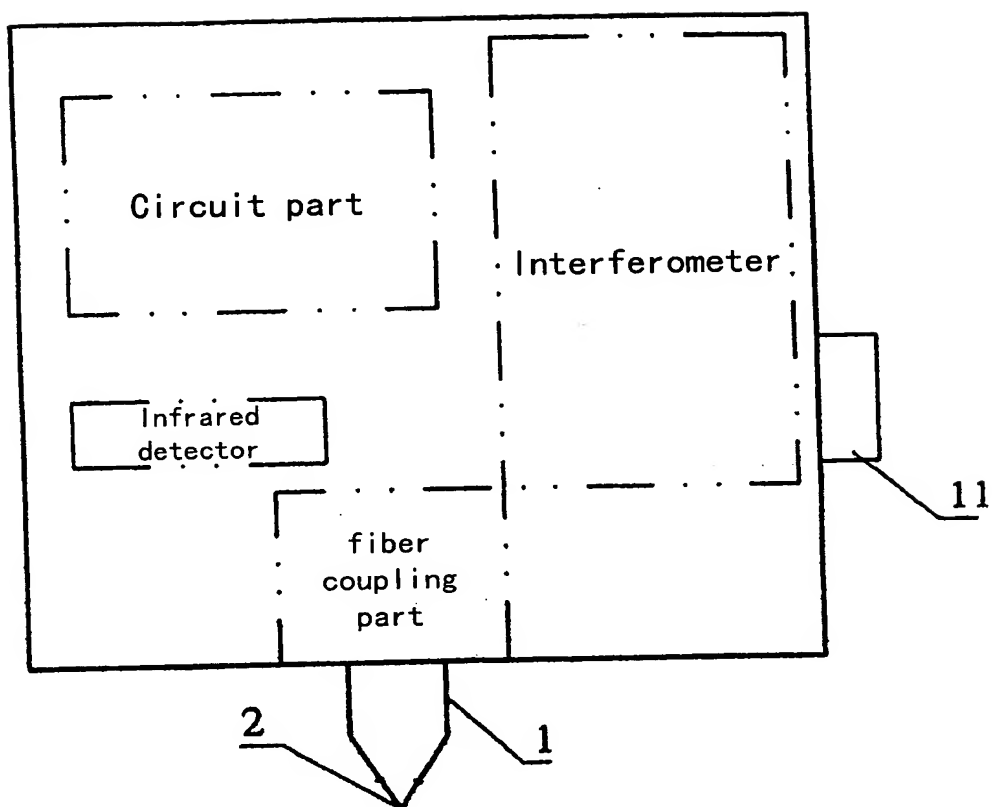 Circuit part
Interferometer
Infrared
detector
11
fiber
coupling
part
2
1